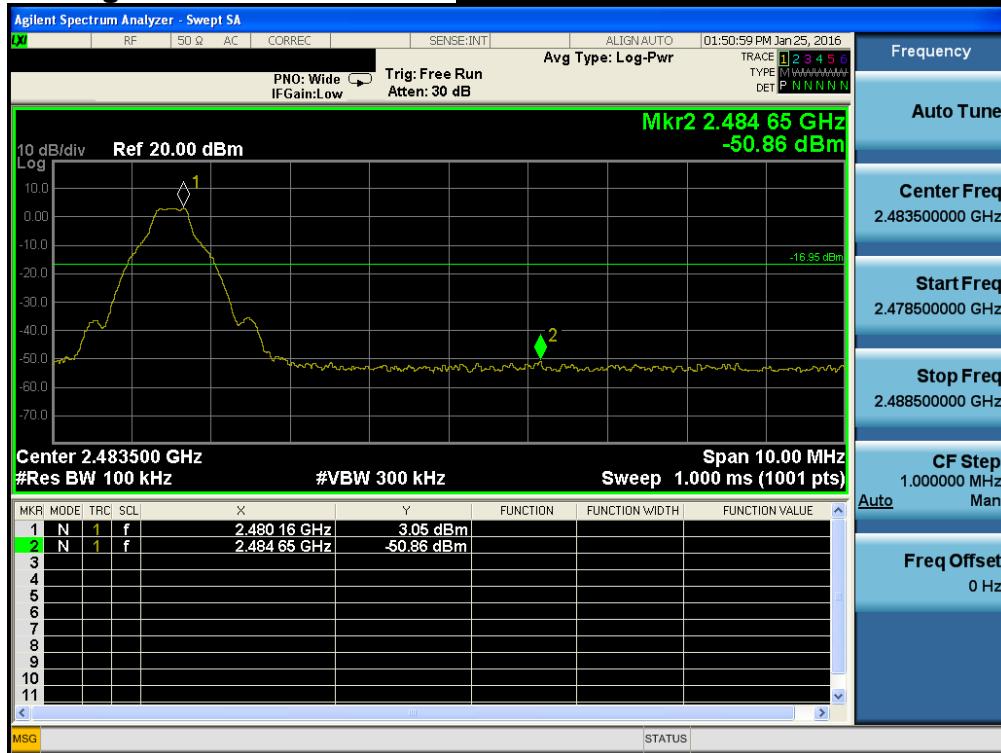 Agilent Spectrum Analyzer - Swept SA
LXI RF 50 Ω AC CORREC SENSE:INT ALIGN AUTO 01:50:59 PM Jan 25, 2016
Avg Type: Log-Pwr TRACE 1 2 3 4 5 6
PNO: Wide Trig: Free Run TYPE M WWWWW
IFGain:Low Atten: 30 dB DET P N N N N N
Mkr2 2.484 65 GHz
10 dB/div Ref 20.00 dBm -50.86 dBm
Log
1
10.0
0.00
-10.0
-16.95 dBm
-20.0
-30.0
-40.0
2
-50.0
-60.0
-70.0
Center 2.483500 GHz Span 10.00 MHz
#Res BW 100 kHz #VBW 300 kHz Sweep 1.000 ms (1001 pts)
MKR MODE TRC SCL X Y FUNCTION FUNCTION WIDTH FUNCTION VALUE
1 N 1 f 2.480 16 GHz 3.05 dBm
2 N 1 f 2.484 65 GHz -50.86 dBm
3
4
5
6
7
8
9
10
11
MSG STATUS
Frequency
Auto Tune
Center Freq
2.483500000 GHz
Start Freq
2.478500000 GHz
Stop Freq
2.488500000 GHz
CF Step
1.000000 MHz
Auto Man
Freq Offset
0 Hz